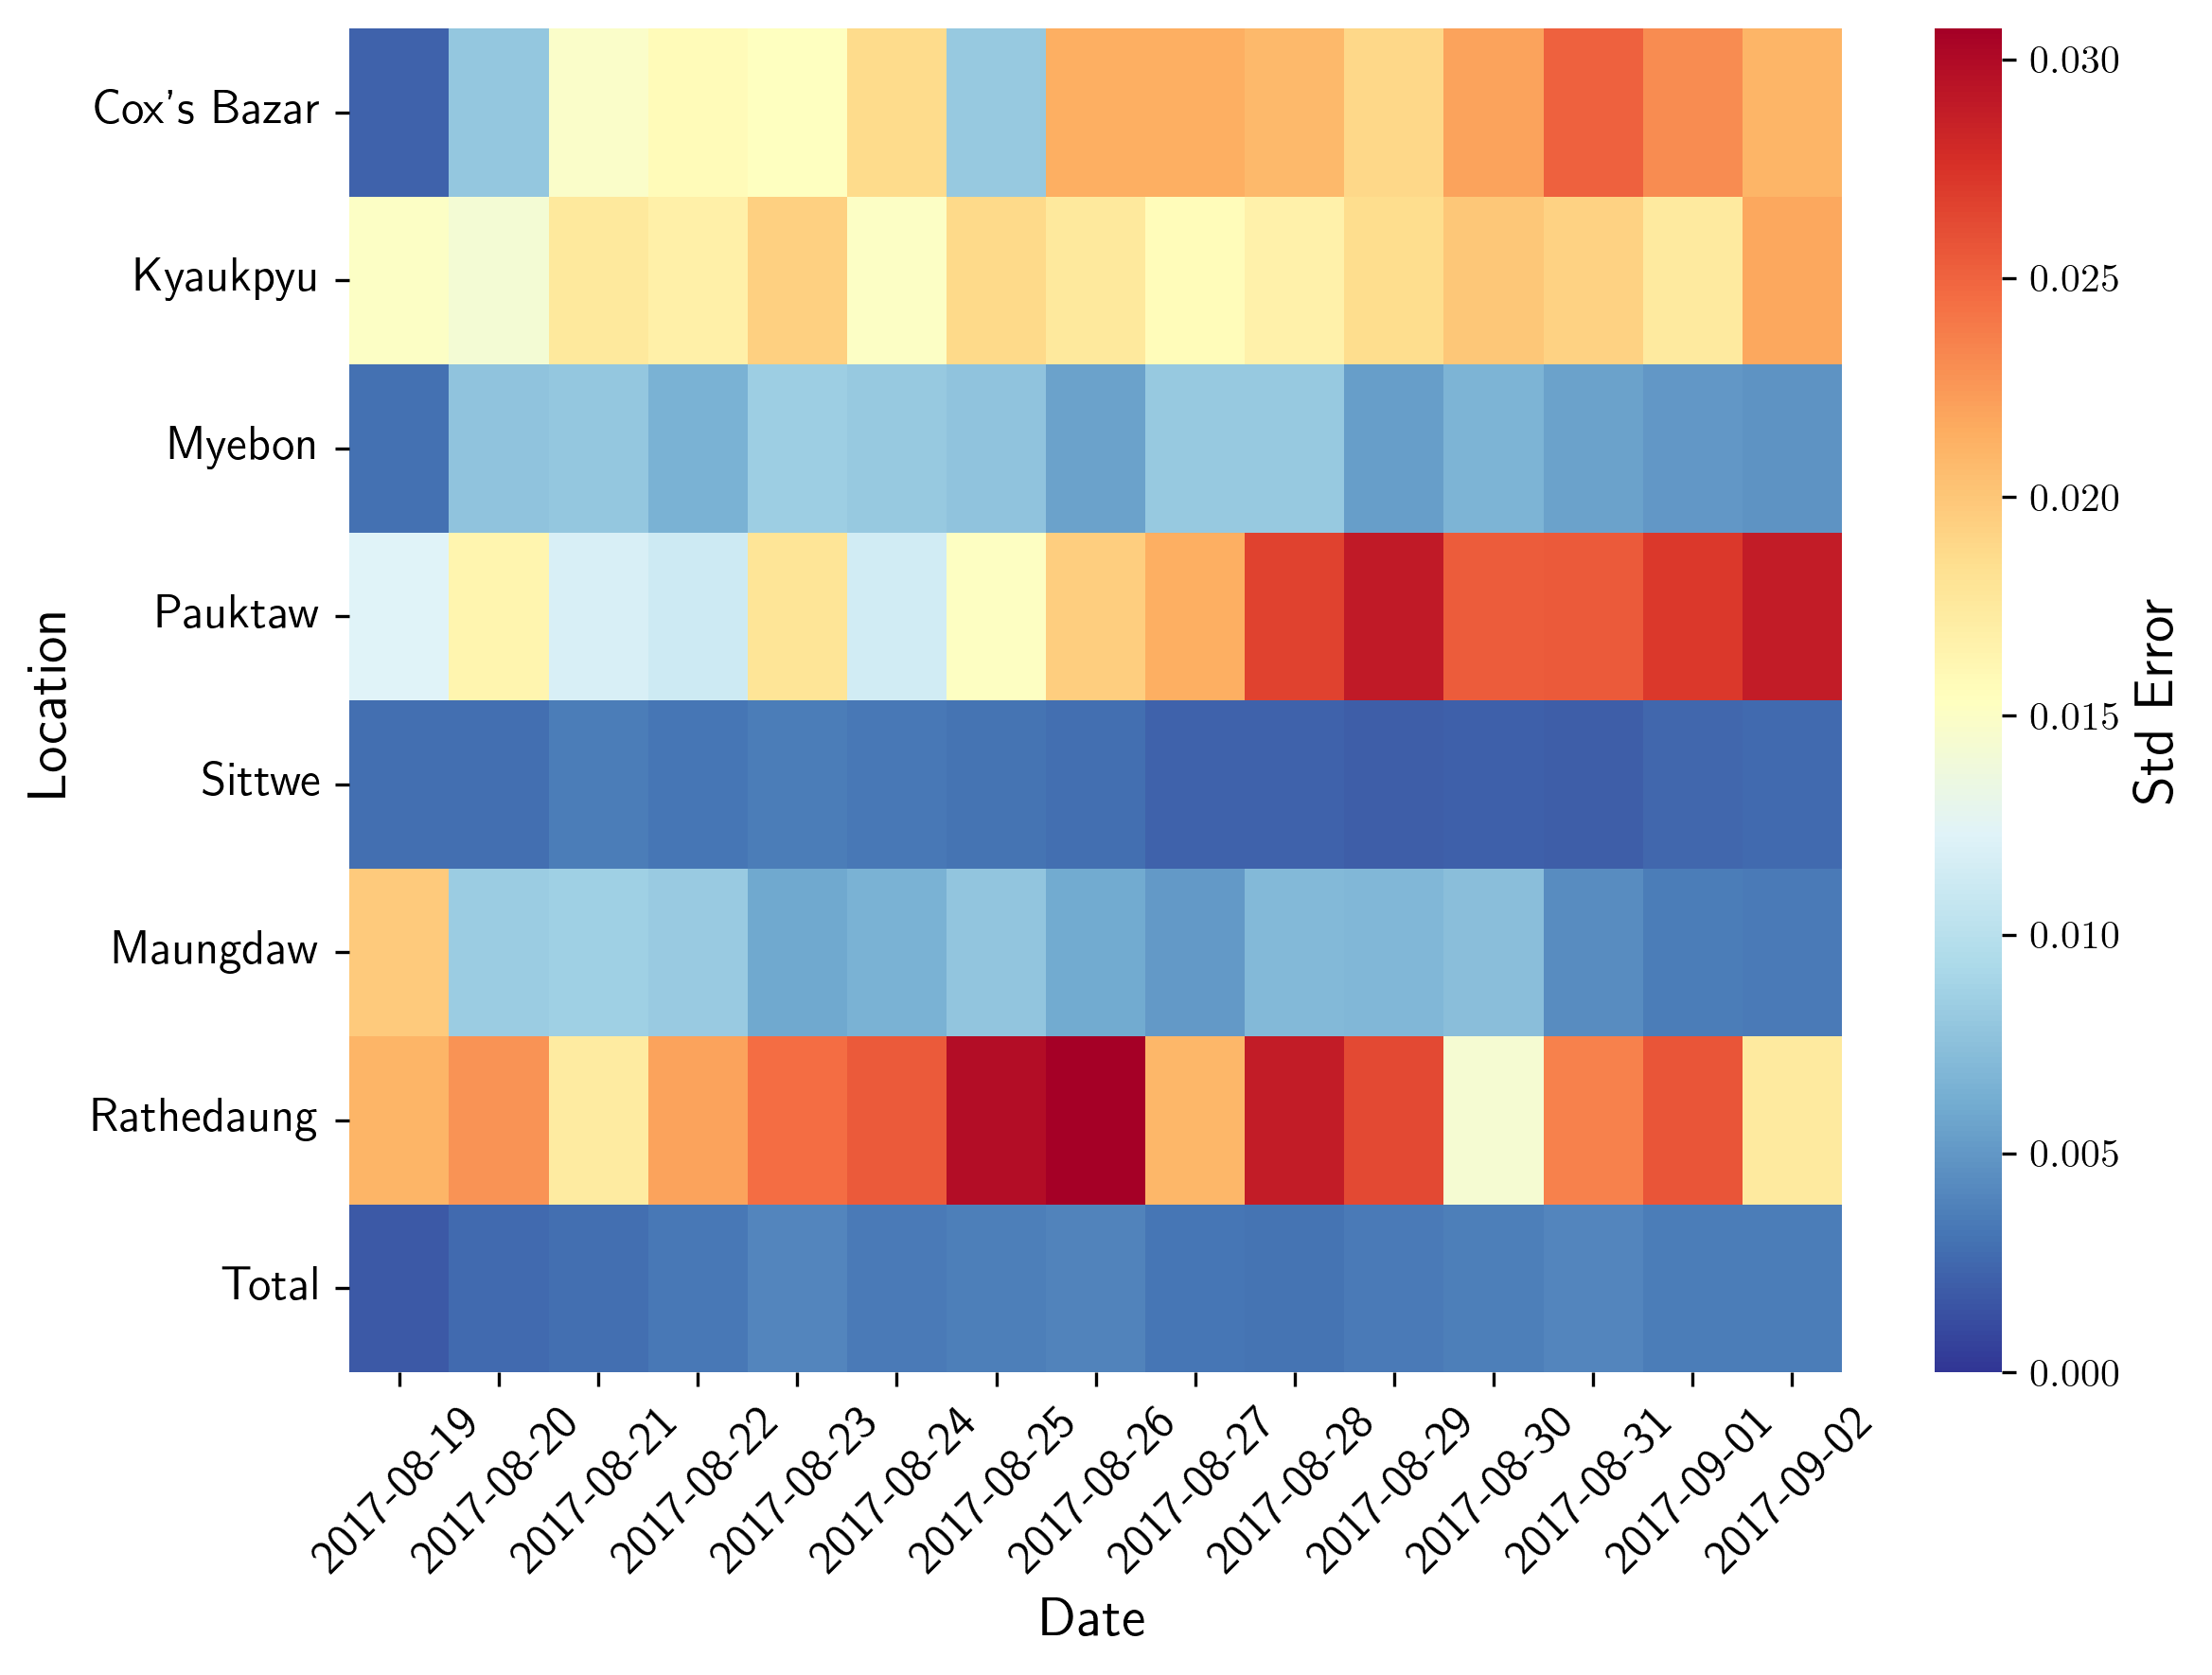 Location
Cox's Bazar
Kyaukpyu
Myebon
Pauktaw
Sittwe
Maungdaw
Rathedaung
Total
2017-08-19
2017-08-20
2017-08-21
2017-08-22
2017-08-23
2017-08-24
2017-08-25
2017-08-26
2017-08-27
2017-08-28
2017-08-29
2017-08-30
2017-08-31
2017-09-01
2017-09-02
Date
0.030
0.025
0.020
0.015
0.010
0.005
0.000
Std Error